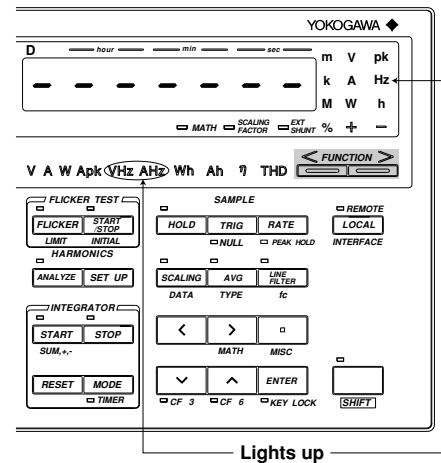 YOKOGAWA ◆
D hour min sec m V pk
- - - - - - - k A Hz
M W h
MATH SCALING FACTOR EXT SHUNT % + −
V A W Apk VHz AHz Wh Ah η THD < FUNCTION >
FLICKER TEST SAMPLE
REMOTE
FLICKER START /STOP HOLD TRIG RATE LOCAL
LIMIT INITIAL NULL PEAK HOLD INTERFACE
HARMONICS
ANALYZE SET UP SCALING AVG LINE FILTER
DATA TYPE fc
INTEGRATOR
START STOP < > ▫
SUM,+,- MATH MISC
RESET MODE ∨ ∧ ENTER
TIMER CF 3 CF 6 KEY LOCK SHIFT
Lights up